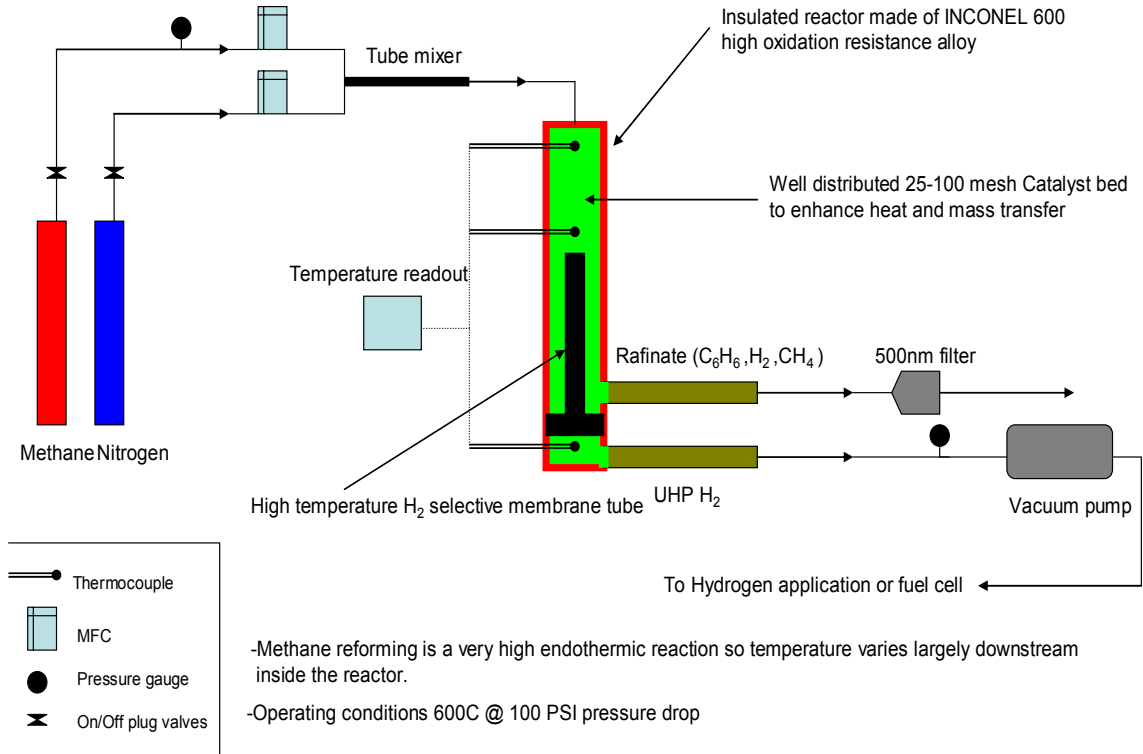 Insulated reactor made of INCONEL 600
high oxidation resistance alloy
Tube mixer
Well distributed 25-100 mesh Catalyst bed
to enhance heat and mass transfer
Temperature readout
Rafinate (C₆H₆ ,H₂ ,CH₄ )
500nm filter
Methane Nitrogen
High temperature H₂ selective membrane tube
UHP H₂
Vacuum pump
To Hydrogen application or fuel cell
Thermocouple
MFC
Pressure gauge
On/Off plug valves
-Methane reforming is a very high endothermic reaction so temperature varies largely downstream
inside the reactor.
-Operating conditions 600C @ 100 PSI pressure drop